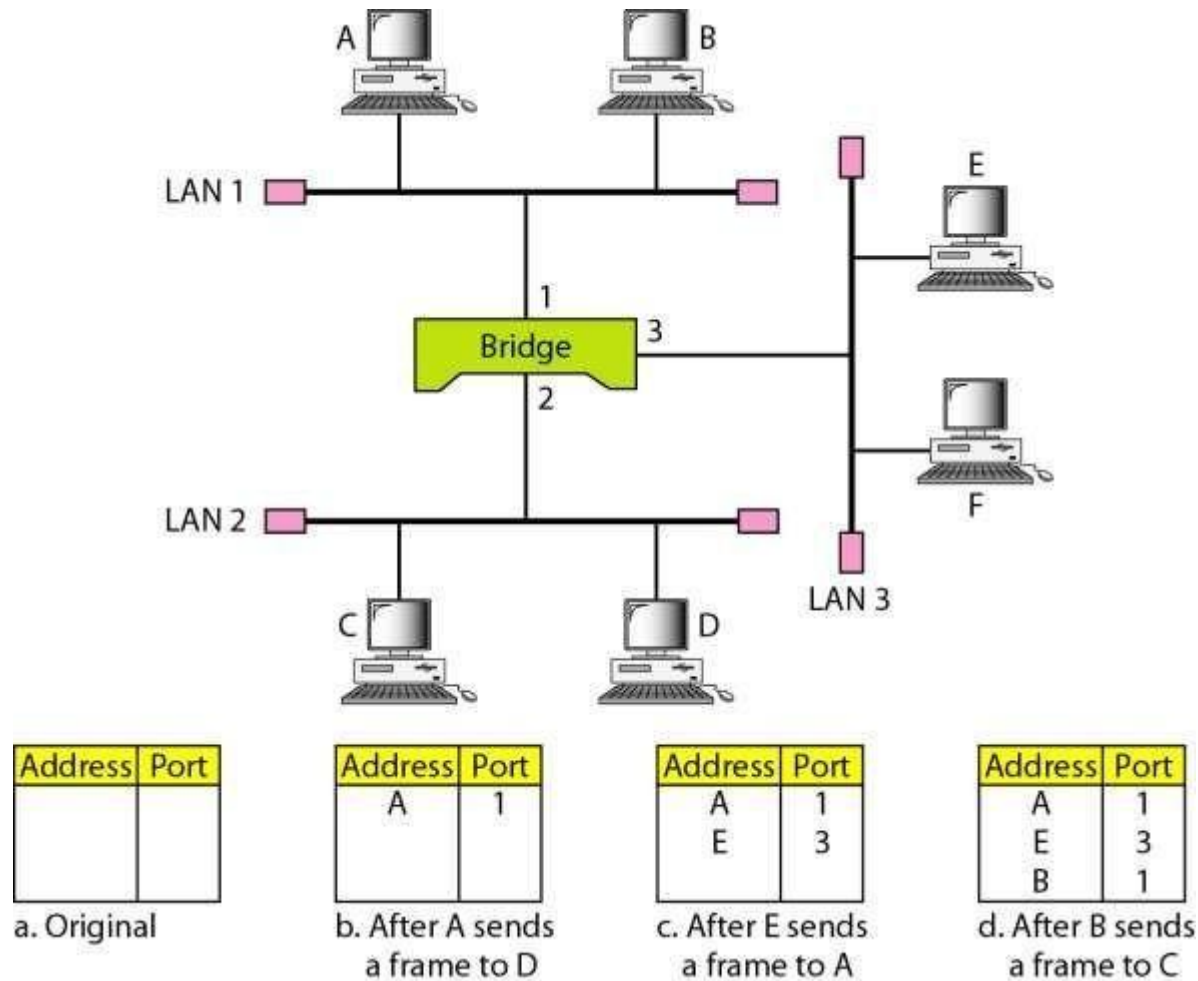 A
B
LAN 1
E
1
3
Bridge
2
F
LAN 2
LAN 3
C
D
Address Port
a. Original
Address Port
A 1
b. After A sends
a frame to D
Address Port
A 1
E 3
c. After E sends
a frame to A
Address Port
A 1
E 3
B 1
d. After B sends
a frame to C